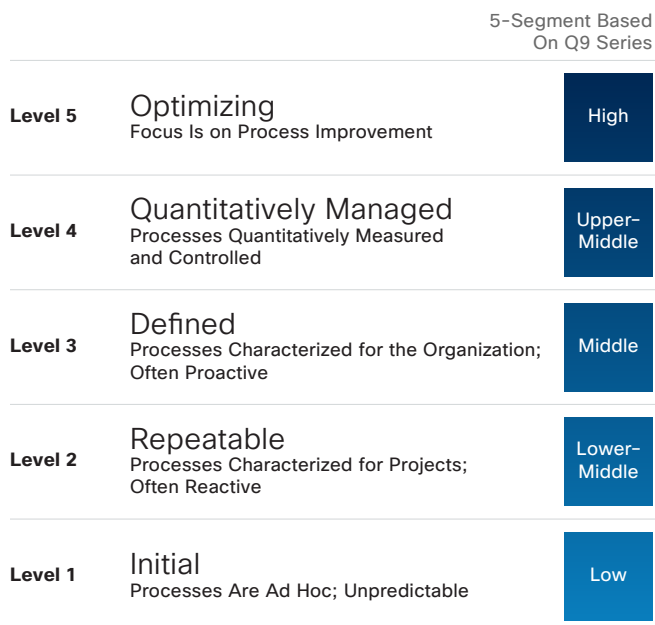 5-Segment Based
On Q9 Series
Level 5
Optimizing
Focus Is on Process Improvement
High
Level 4
Quantitatively Managed
Processes Quantitatively Measured
and Controlled
Upper-
Middle
Level 3
Defined
Processes Characterized for the Organization;
Often Proactive
Middle
Level 2
Repeatable
Processes Characterized for Projects;
Often Reactive
Lower-
Middle
Level 1
Initial
Processes Are Ad Hoc; Unpredictable
Low